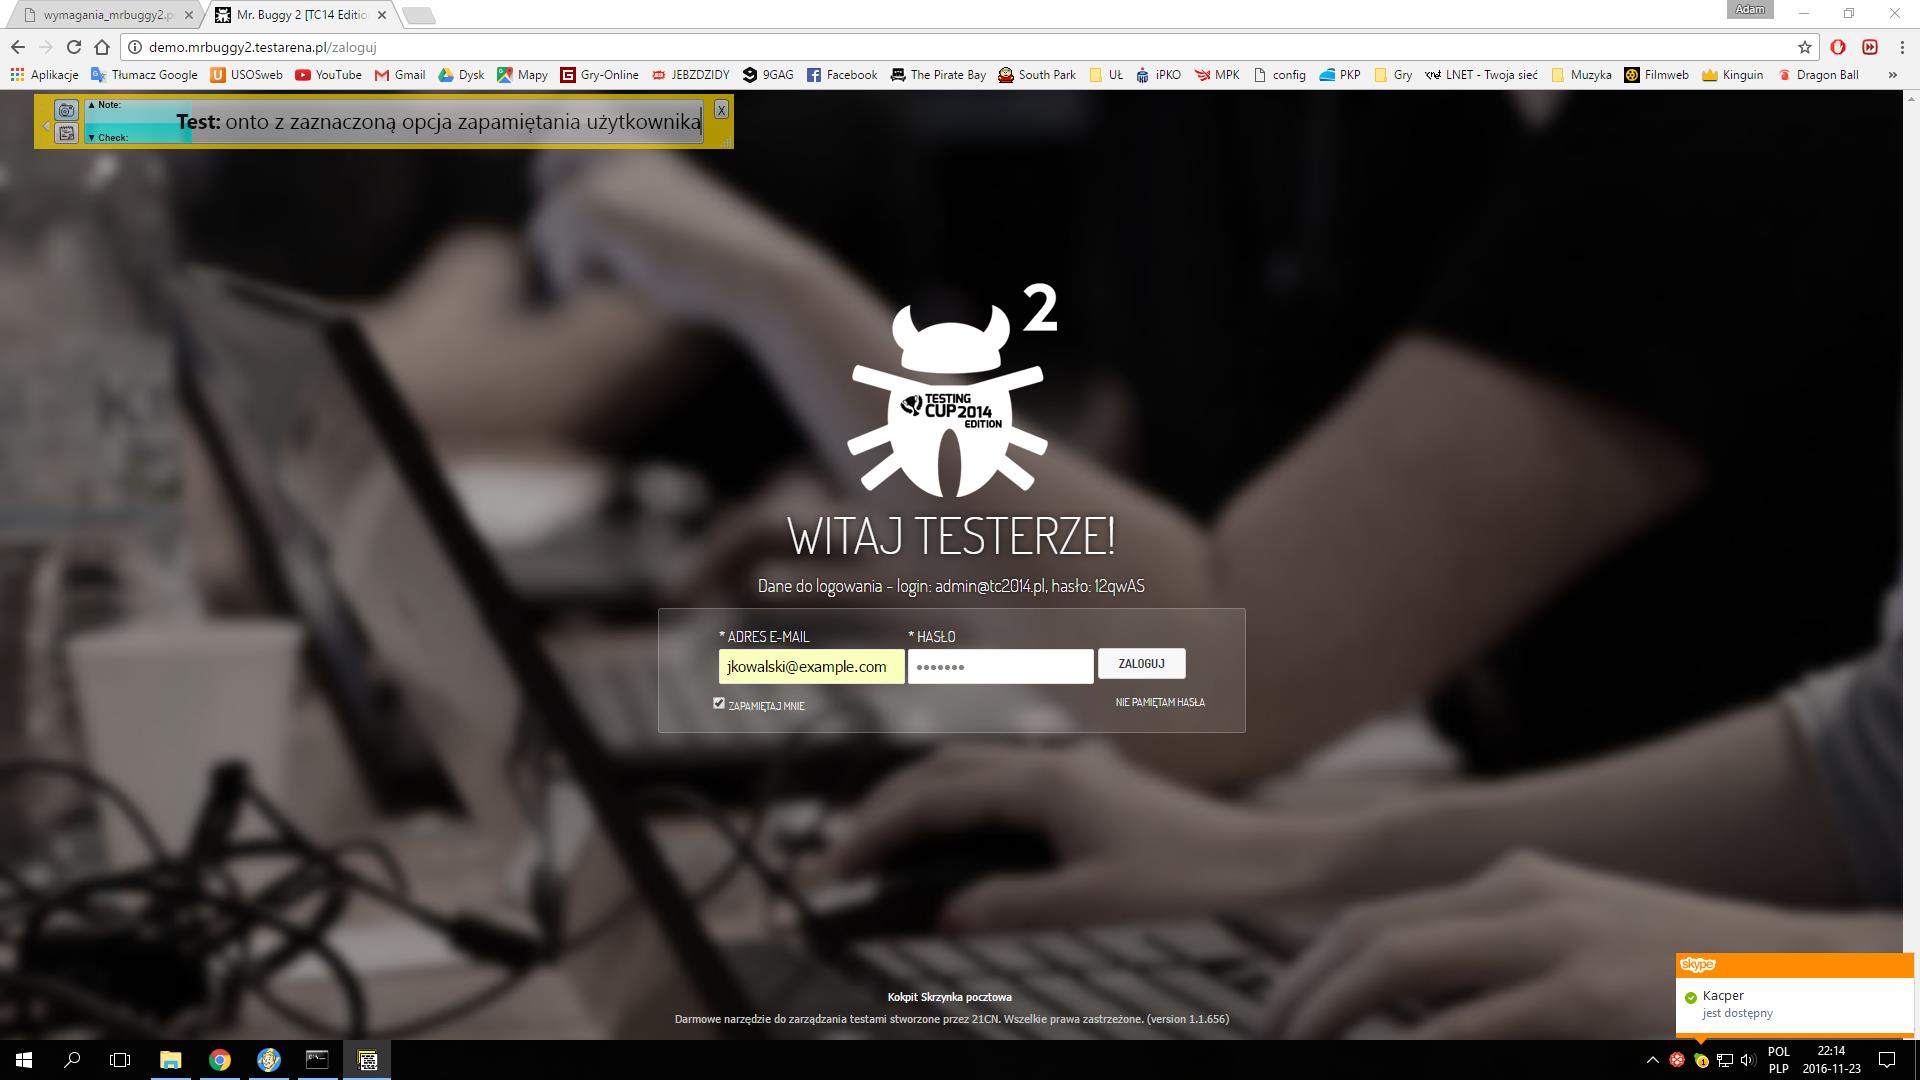 wymagania_mrbuggy2.p
Mr. Buggy 2 [TC14 Editio
Adam
demo.mrbuggy2.testarena.pl/zaloguj
Aplikacje Tłumacz Google USOSweb YouTube Gmail Dysk Mapy Gry-Online JEBZDZIDY 9GAG Facebook The Pirate Bay South Park UŁ iPKO MPK config PKP Gry LNET - Twoja sieć Muzyka Filmweb Kinguin Dragon Ball »
▲ Note:
Test: onto z zaznaczoną opcja zapamiętania użytkownika
▼ Check:
X
2
TESTING
CUP 2014
EDITION
WITAJ TESTERZE!
Dane do logowania - login: admin@tc2014.pl, hasło: 12qwAS
* ADRES E-MAIL * HASŁO
jkowalski@example.com ••••••• ZALOGUJ
ZAPAMIĘTAJ MNIE NIE PAMIĘTAM HASŁA
Kokpit Skrzynka pocztowa
Darmowe narzędzie do zarządzania testami stworzone przez 21CN. Wszelkie prawa zastrzeżone. (version 1.1.656)
skype
Kacper
jest dostępny
POL 22:14
PLP 2016-11-23